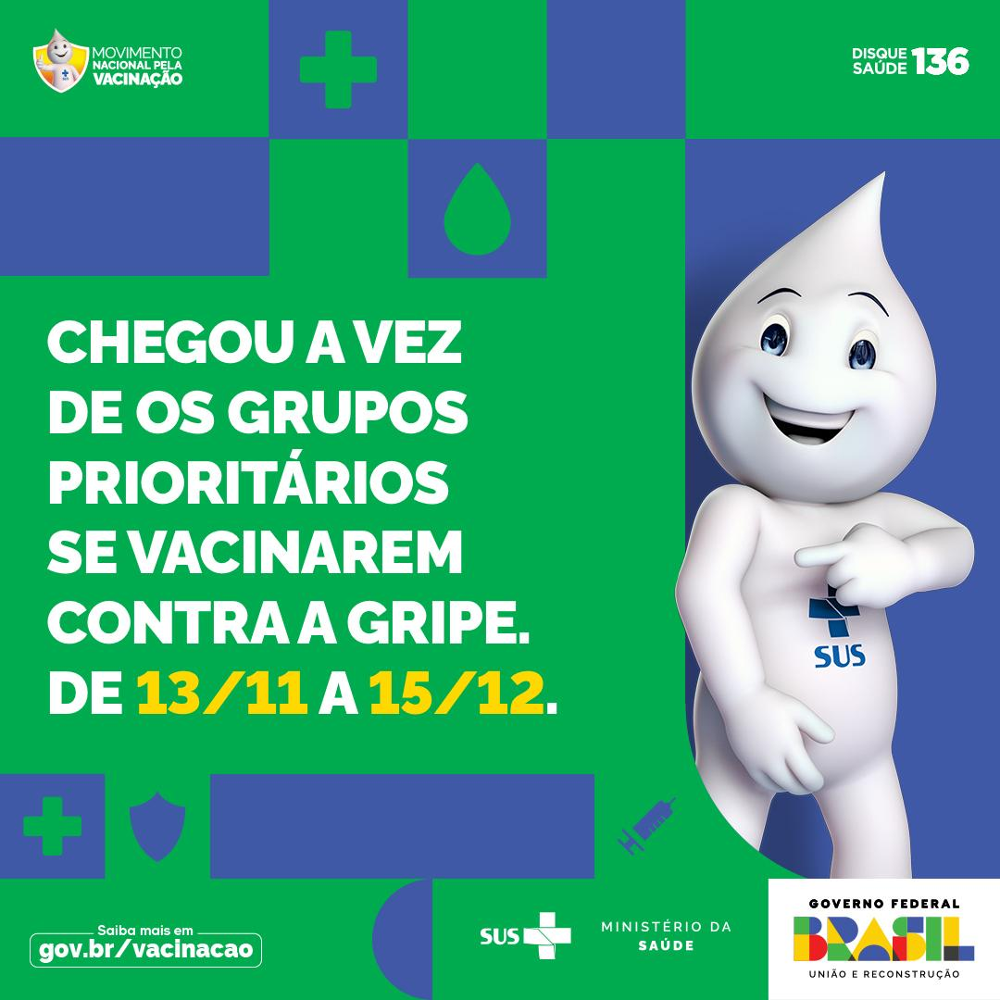 MOVIMENTO
NACIONAL PELA
VACINAÇÃO
DISQUE
SAÚDE 136
CHEGOU A VEZ
DE OS GRUPOS
PRIORITÁRIOS
SE VACINAREM
CONTRA A GRIPE.
DE 13/11 A 15/12.
SUS
Saiba mais em
gov.br/vacinacao
SUS
MINISTÉRIO DA
SAÚDE
GOVERNO FEDERAL
BRASIL
UNIÃO E RECONSTRUÇÃO